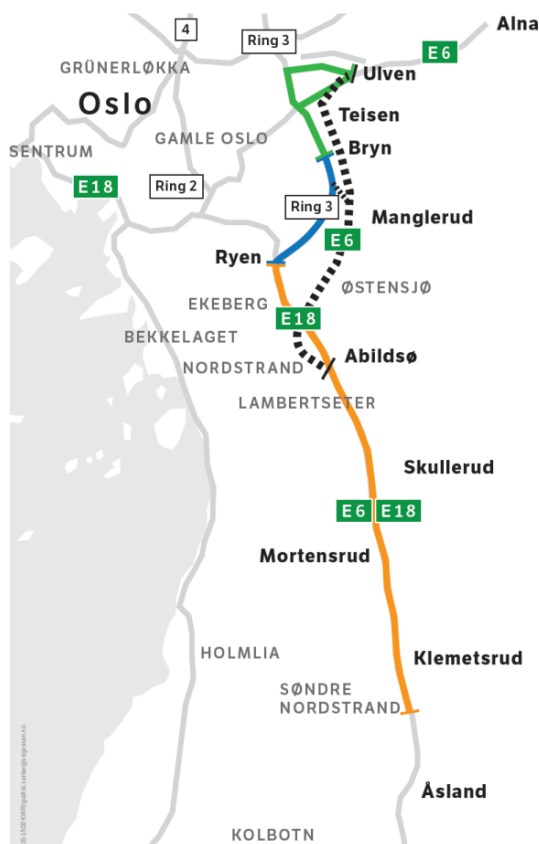 Alna
4
Ring 3
E6
GRÜNERLØKKA
Ulven
Oslo
Teisen
GAMLE OSLO
Bryn
SENTRUM
E18
Ring 2
Ring 3
Manglerud
E6
Ryen
ØSTENSJØ
EKEBERG
E18
BEKKELAGET
Abildsø
NORDSTRAND
LAMBERTSETER
Skullerud
E6 E18
Mortensrud
HOLMLIA
Klemetsrud
SØNDRE
NORDSTRAND
Åsland
KOLBOTN